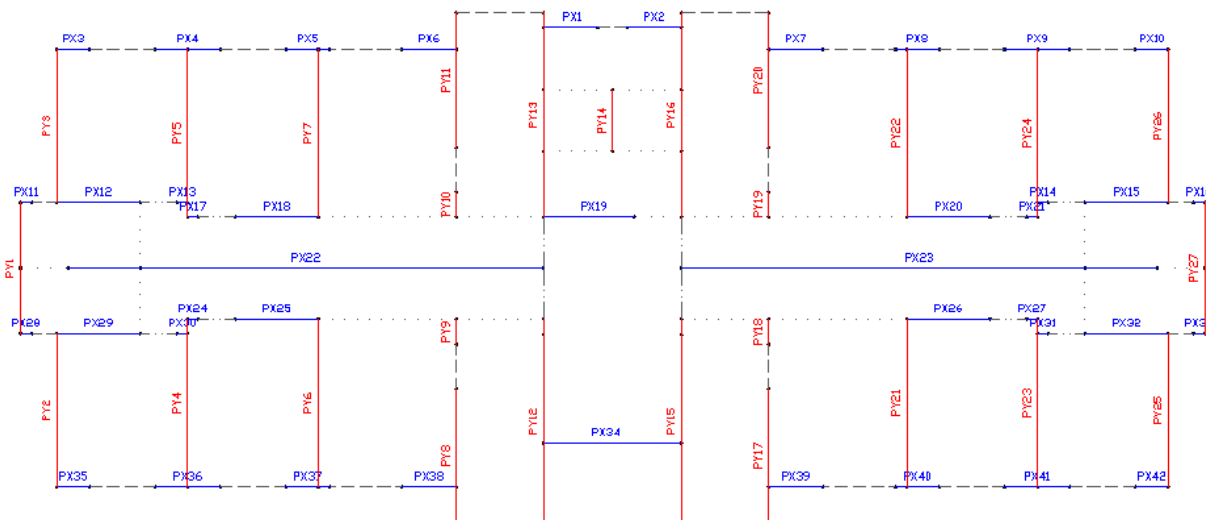 PX1 PX2
PX3 PX4 PX5 PX6 PX7 PX8 PX9 PX10
PY11 PY20
PY3 PY5 PY7 PY13 PY14 PY16 PY22 PY24 PY26
PX11 PX12 PX13 PX14 PX15 PX1
PX17 PX18 PY10 PX19 PY19 PX20 PX21
PY1 PX22 PX23 PY27
PX24 PX25 PX26 PX27
PX28 PX29 PX30 PY9 PY18 PX31 PX32 PX3
PY2 PY4 PY6 PY12 PY15 PY21 PY23 PY25
PX34
PY8 PY17
PX35 PX36 PX37 PX38 PX39 PX40 PX41 PX42